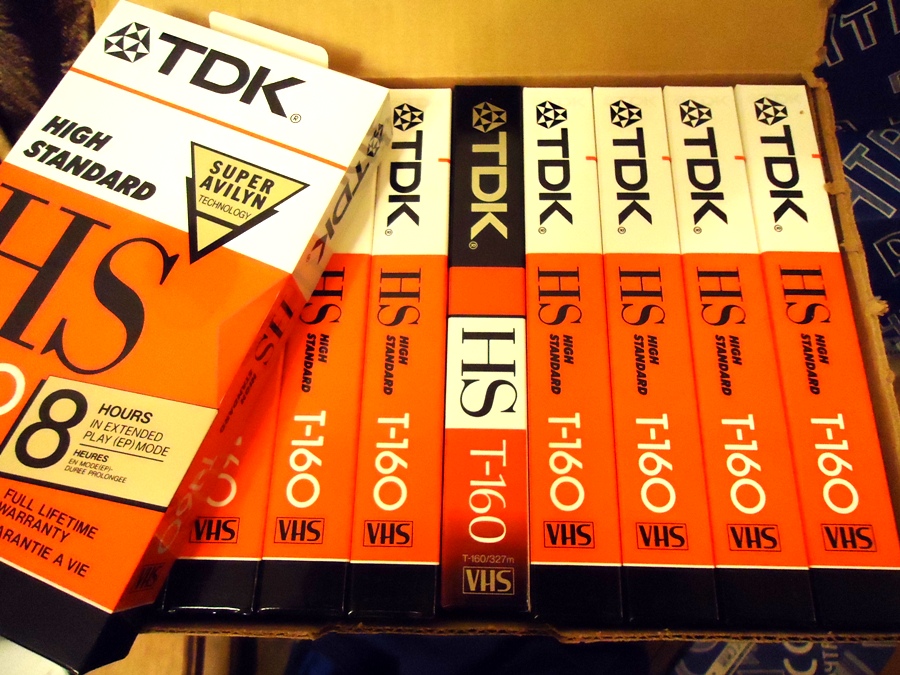 TDK®
HIGH
STANDARD
SUPER
AVILYN
TECHNOLOGY
HS
8
HOURS
IN EXTENDED
PLAY (EP) MODE
HEURES
EN MODE(EP)-
DURÉE PROLONGÉE
FULL LIFETIME
WARRANTY
ARANTIE A VIE
TDK
HS
VHS
HS
HIGH
STANDARD
T-160
VHS
TDK®
HS
HIGH
STANDARD
T-160
VHS
TDK®
HS
T-160
T-160/327m
VHS
TDK®
HS
HIGH
STANDARD
T-160
VHS
TDK®
HS
HIGH
STANDARD
T-160
VHS
TDK®
HS
HIGH
STANDARD
T-160
VHS
TDK®
HS
HIGH
STANDARD
T-160
VHS